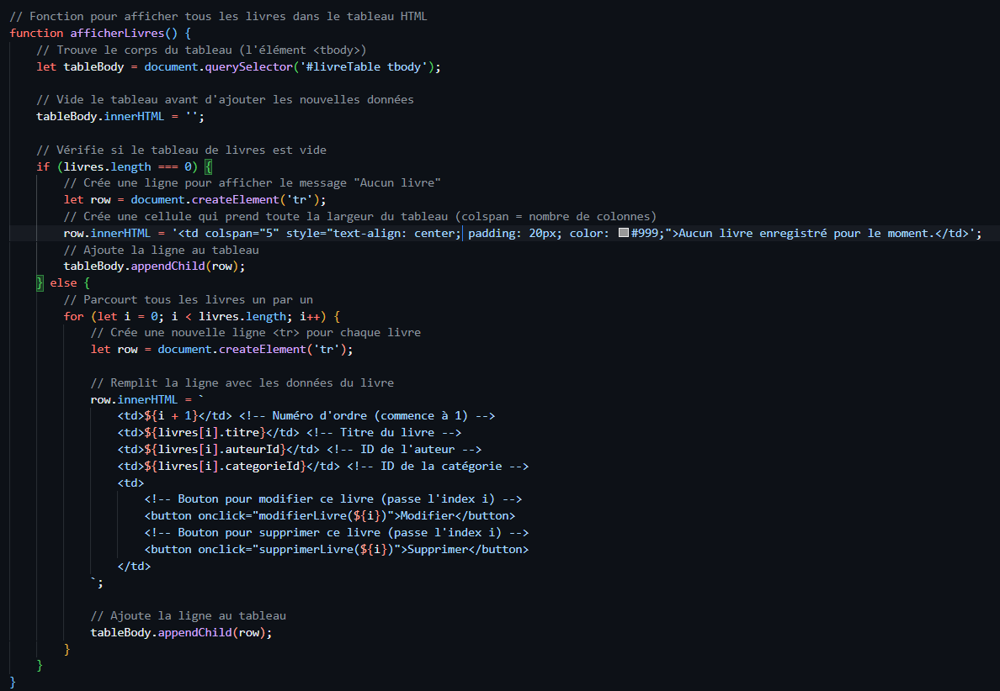 // Fonction pour afficher tous les livres dans le tableau HTML
function afficherLivres() {
    // Trouve le corps du tableau (l'élément <tbody>)
    let tableBody = document.querySelector('#livreTable tbody');

    // Vide le tableau avant d'ajouter les nouvelles données
    tableBody.innerHTML = '';

    // Vérifie si le tableau de livres est vide
    if (livres.length === 0) {
        // Crée une ligne pour afficher le message "Aucun livre"
        let row = document.createElement('tr');
        // Crée une cellule qui prend toute la largeur du tableau (colspan = nombre de colonnes)
        row.innerHTML = '<td colspan="5" style="text-align: center; padding: 20px; color: #999;">Aucun livre enregistré pour le moment.</td>';
        // Ajoute la ligne au tableau
        tableBody.appendChild(row);
    } else {
        // Parcourt tous les livres un par un
        for (let i = 0; i < livres.length; i++) {
            // Crée une nouvelle ligne <tr> pour chaque livre
            let row = document.createElement('tr');

            // Remplit la ligne avec les données du livre
            row.innerHTML = `
                <td>${i + 1}</td> <!-- Numéro d'ordre (commence à 1) -->
                <td>${livres[i].titre}</td> <!-- Titre du livre -->
                <td>${livres[i].auteurId}</td> <!-- ID de l'auteur -->
                <td>${livres[i].categorieId}</td> <!-- ID de la catégorie -->
                <td>
                    <!-- Bouton pour modifier ce livre (passe l'index i) -->
                    <button onclick="modifierLivre(${i})">Modifier</button>
                    <!-- Bouton pour supprimer ce livre (passe l'index i) -->
                    <button onclick="supprimerLivre(${i})">Supprimer</button>
                </td>
            `;

            // Ajoute la ligne au tableau
            tableBody.appendChild(row);
        }
    }
}